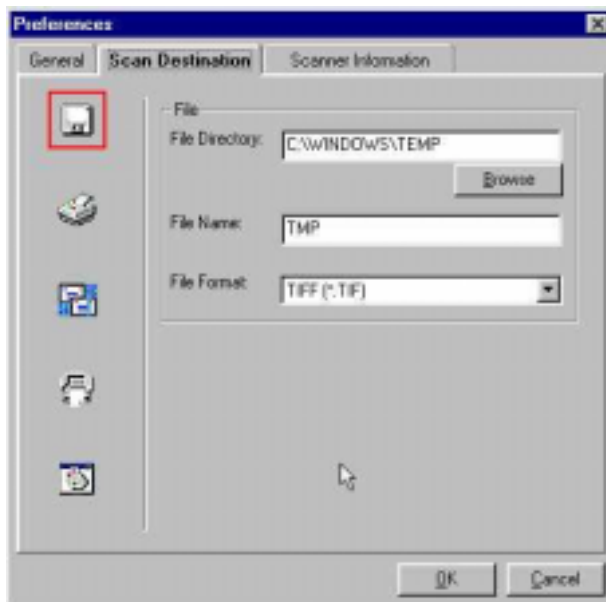 Preferences
General Scan Destination Scanner Information
File
File Directory: C:\WINDOWS\TEMP
Browse
File Name: TMP
File Format: TIFF (*.TIF)
OK Cancel